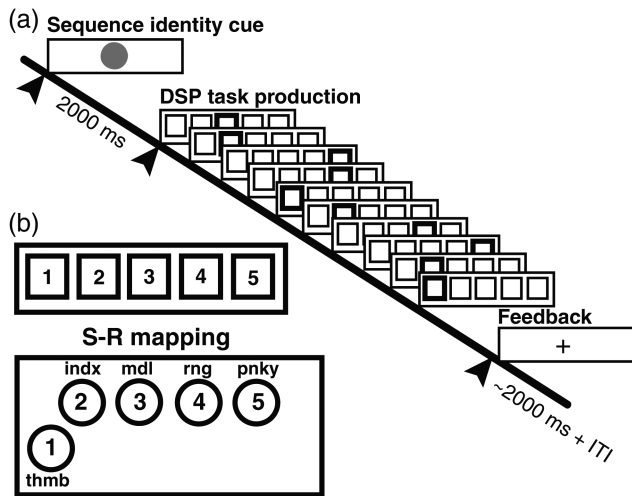 (a)
Sequence identity cue
2000 ms
DSP task production
(b)
1 2 3 4 5
Feedback
+
~2000 ms + ITI
S-R mapping
indx mdl rng pnky
2 3 4 5
1
thmb